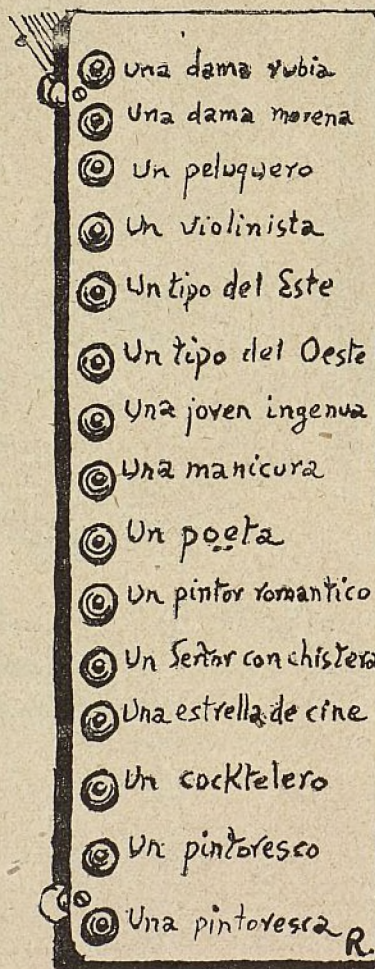 Una dama rubia
Una dama morena
Un peluquero
Un violinista
Un tipo del Este
Un tipo del Oeste
Una joven ingenua
Una manicura
Un poeta
Un pintor romantico
Un Señor con chistera
Una estrella de cine
Un cocktelero
Un pintoresco
Una pintoresca
R.